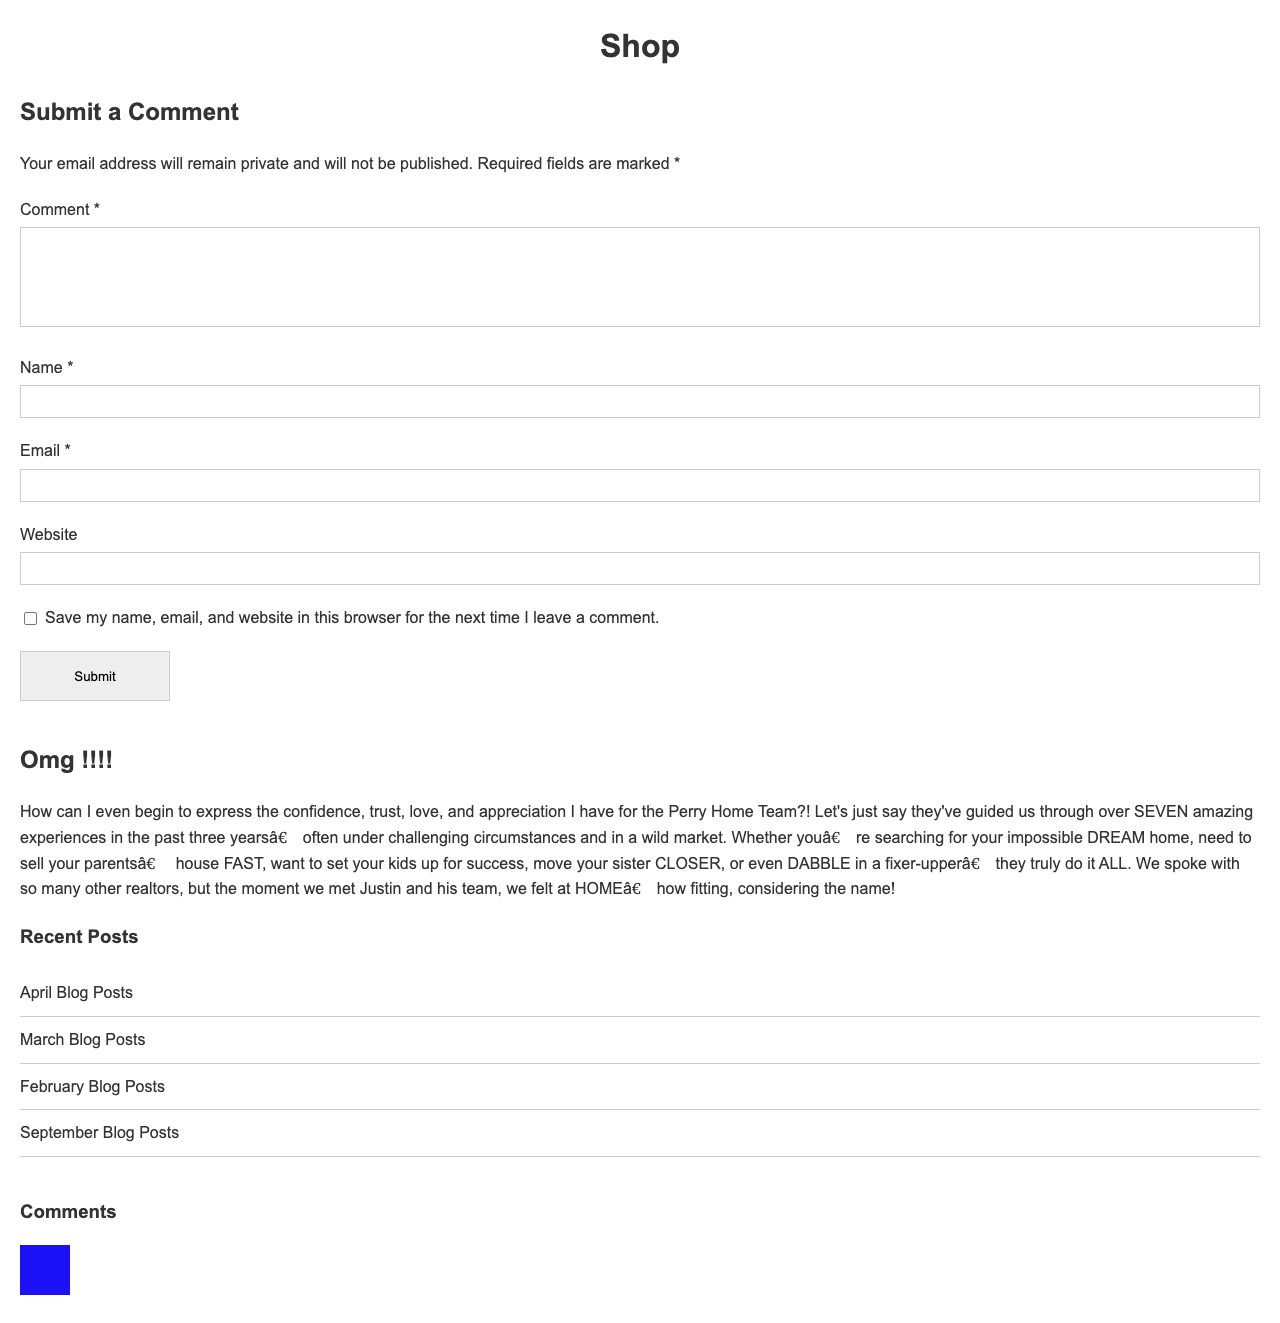 Shop
Submit a Comment
Your email address will remain private and will not be published. Required fields are marked *
Comment *
Name *
Email *
Website
Save my name, email, and website in this browser for the next time I leave a comment.
Submit
Omg !!!!
How can I even begin to express the confidence, trust, love, and appreciation I have for the Perry Home Team?! Let's just say they've guided us through over SEVEN amazing
experiences in the past three yearsâ€ often under challenging circumstances and in a wild market. Whether youâ€ re searching for your impossible DREAM home, need to
sell your parentsâ€ house FAST, want to set your kids up for success, move your sister CLOSER, or even DABBLE in a fixer-upperâ€ they truly do it ALL. We spoke with
so many other realtors, but the moment we met Justin and his team, we felt at HOMEâ€ how fitting, considering the name!
Recent Posts
April Blog Posts
March Blog Posts
February Blog Posts
September Blog Posts
Comments